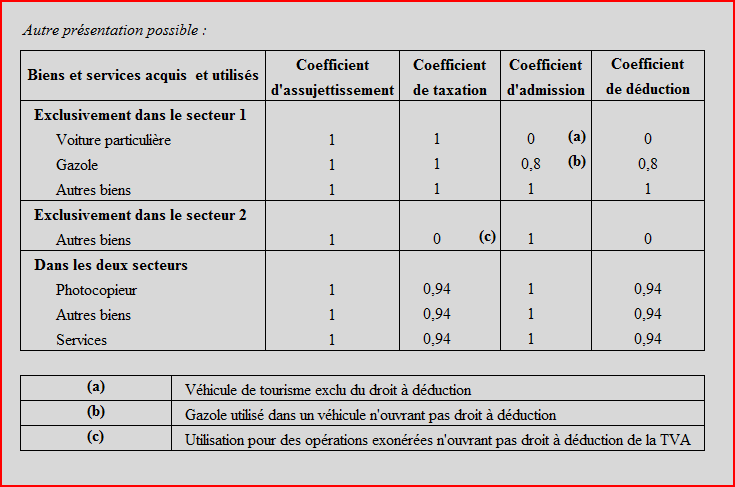 Autre présentation possible :
Biens et services acquis et utilisés Coefficient d'assujettissement Coefficient de taxation Coefficient d'admission Coefficient de déduction
Exclusivement dans le secteur 1
Voiture particulière 1 1 0 (a) 0
Gazole 1 1 0,8 (b) 0,8
Autres biens 1 1 1 1
Exclusivement dans le secteur 2
Autres biens 1 0 (c) 1 0
Dans les deux secteurs
Photocopieur 1 0,94 1 0,94
Autres biens 1 0,94 1 0,94
Services 1 0,94 1 0,94
(a) Véhicule de tourisme exclu du droit à déduction
(b) Gazole utilisé dans un véhicule n'ouvrant pas droit à déduction
(c) Utilisation pour des opérations exonérées n'ouvrant pas droit à déduction de la TVA